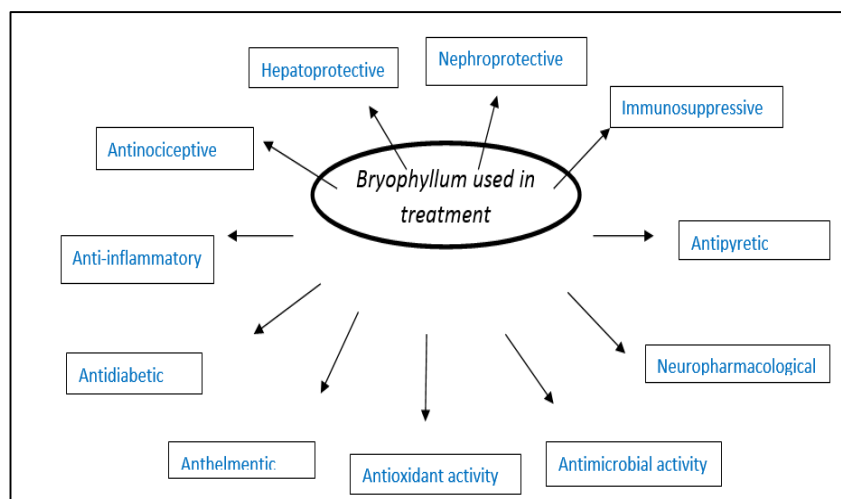 Nephroprotective
Hepatoprotective
Immunosuppressive
Antinociceptive
Bryophyllum used in
treatment
Anti-inflammatory
Antipyretic
Antidiabetic
Neuropharmacological
Anthelmentic
Antioxidant activity
Antimicrobial activity